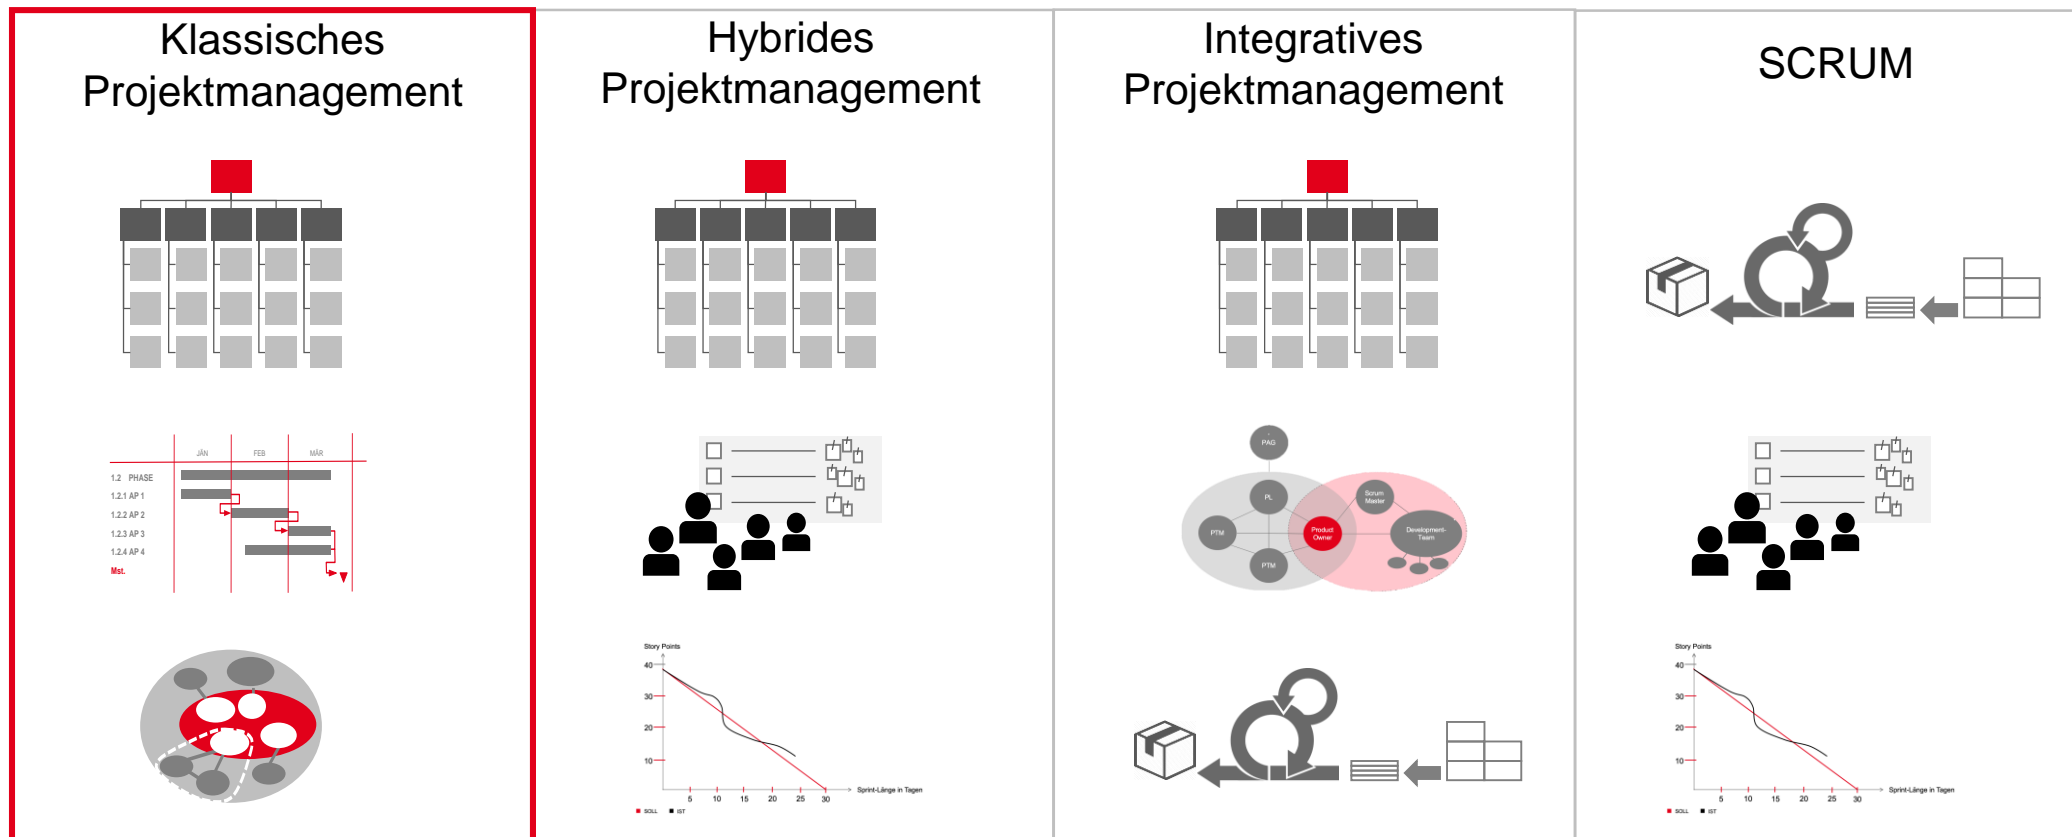 Klassisches
Projektmanagement
JÄN FEB MÄR
1.2 PHASE
1.2.1 AP 1
1.2.2 AP 2
1.2.3 AP 3
1.2.4 AP 4
Mst.
Hybrides
Projektmanagement
Story Points
40
30
20
10
5 10 15 20 25 30
Sprint-Länge in Tagen
SOLL IST
Integratives
Projektmanagement
PAG
PL
Scrum
Master
PTM
Product
Owner
Development-
Team
PTM
SCRUM
Story Points
40
30
20
10
5 10 15 20 25 30
Sprint-Länge in Tagen
SOLL IST